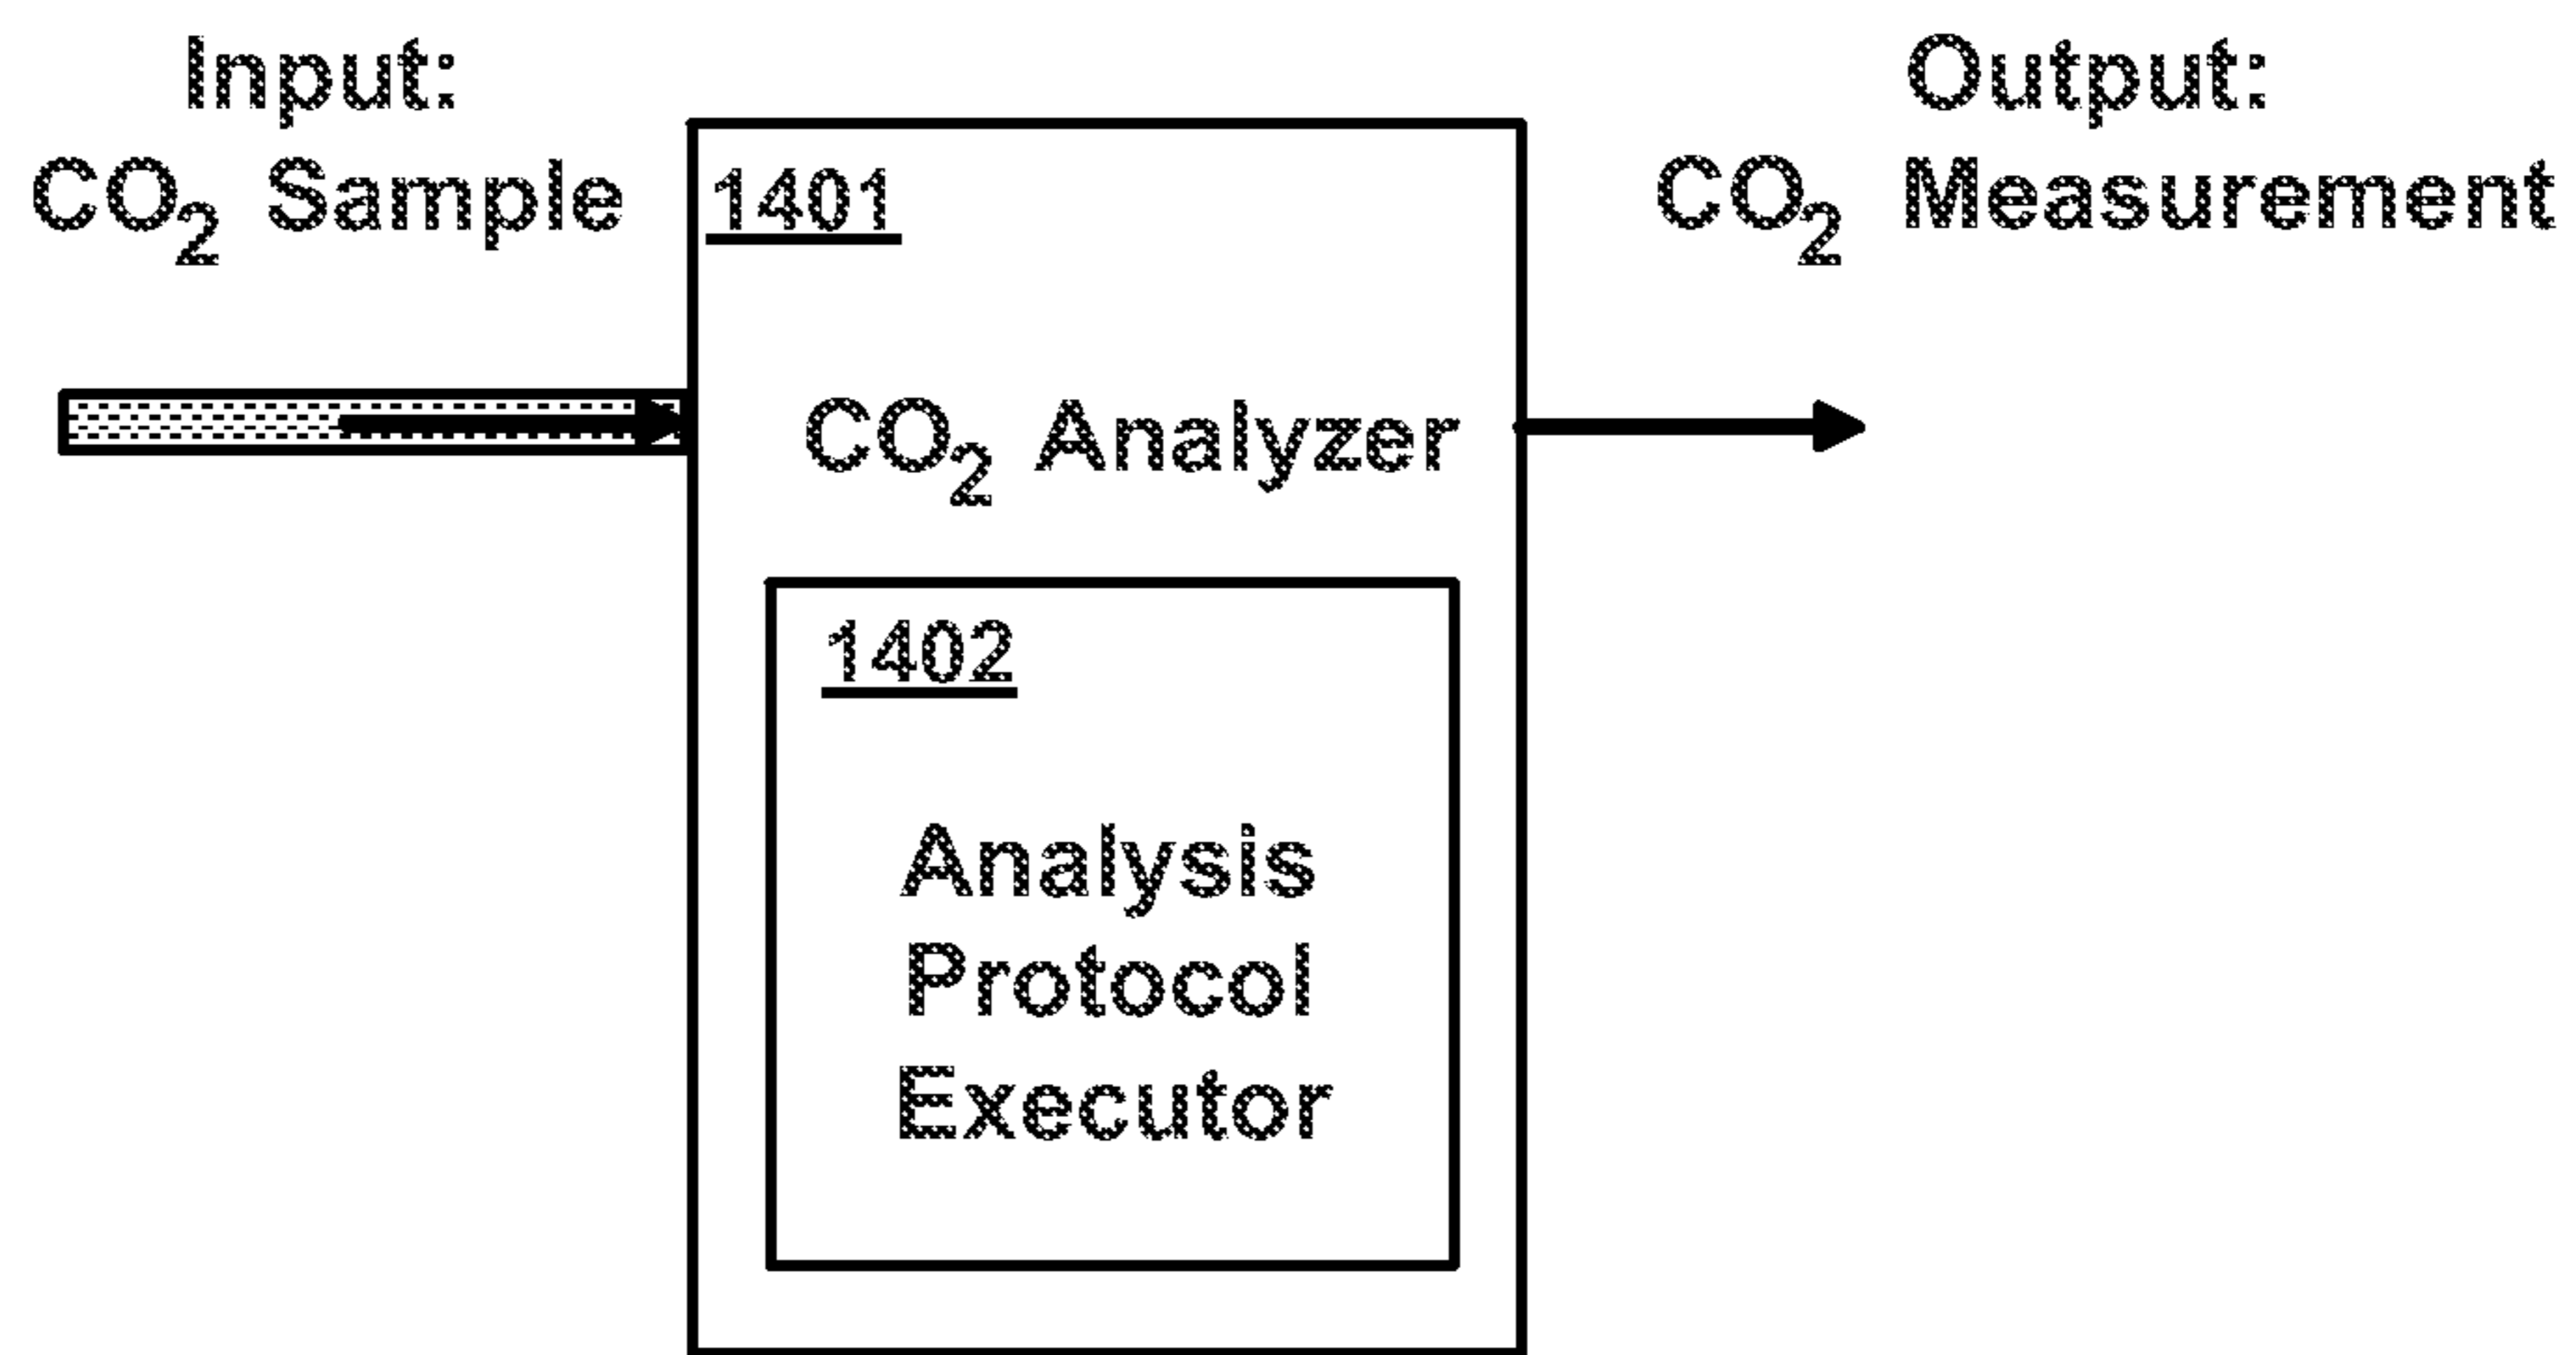 Input:
CO₂ Sample
1401
CO₂ Analyzer
1402
Analysis
Protocol
Executor
Output:
CO₂ Measurement